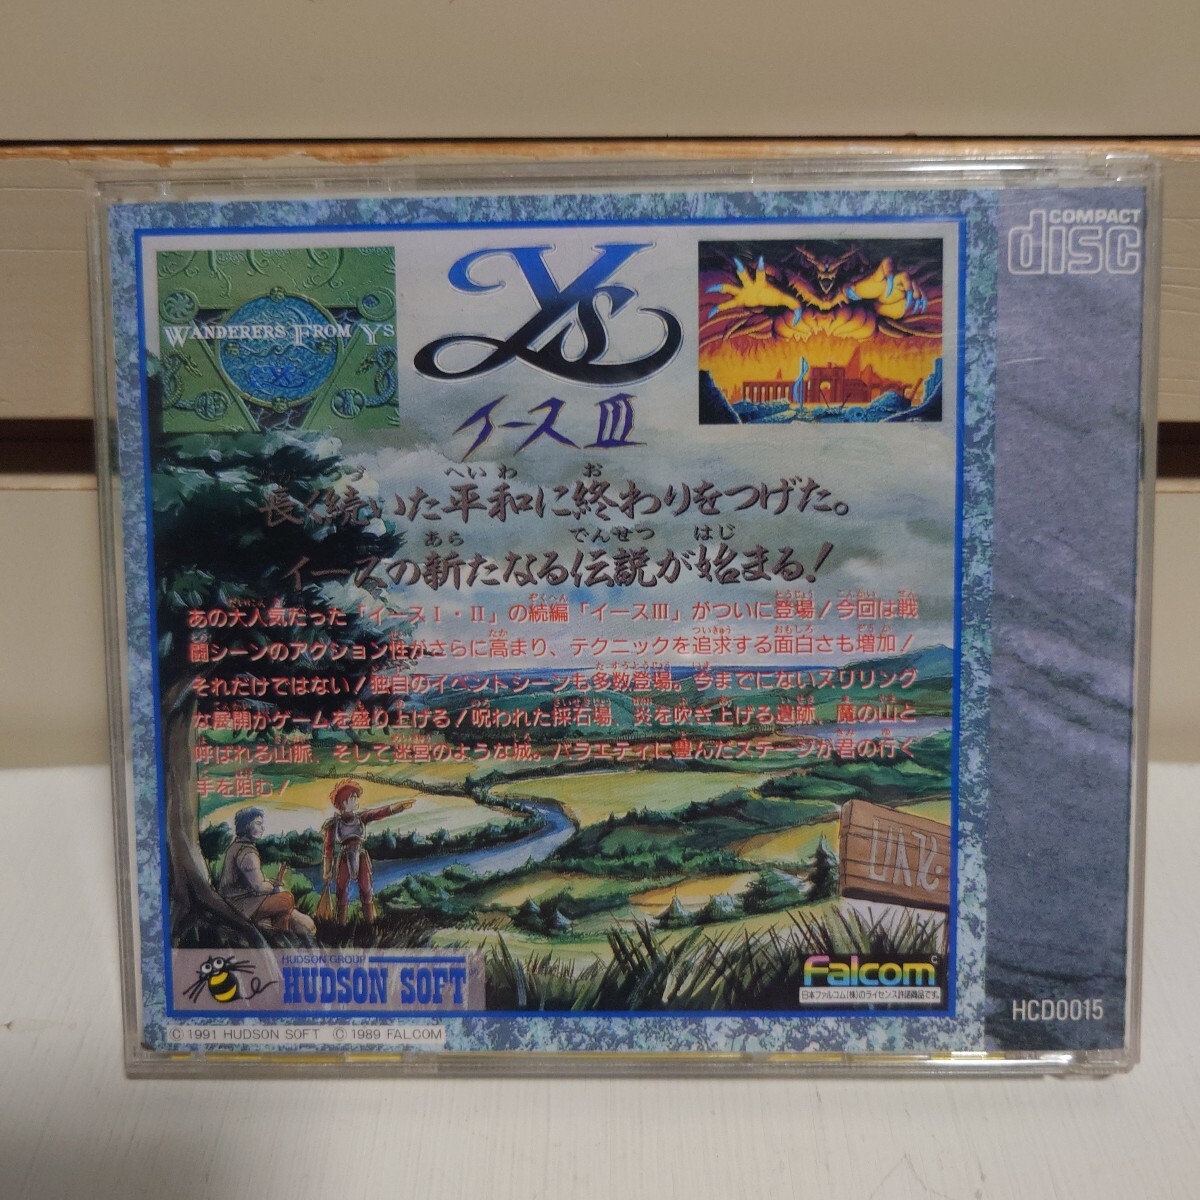 COMPACT
disc
WANDERERS FROM YS
Ys
イースⅢ
長く続いた平和に終わりをつげた。
イースの新たなる伝説が始まる!
あの大人気だった「イースⅠ・Ⅱ」の続編「イースⅢ」がついに登場!今回は戦
闘シーンのアクション性がさらに高まり、テクニックを追求する面白さも増加!
それだけではない!独自のイベントシーンも多数登場。今までにないスリリング
な展開がゲームを盛り上げる!呪われた採石場、炎を吹き上げる遺跡、魔の山と
呼ばれる山脈、そして迷宮のような城。バラエティに豊んだステージが君の行く
手を阻む!
HUDSON GROUP
HUDSON SOFT
Falcom
日本ファルコム(株)のライセンス許諾商品です。
© 1991 HUDSON SOFT © 1989 FALCOM
HCD0015